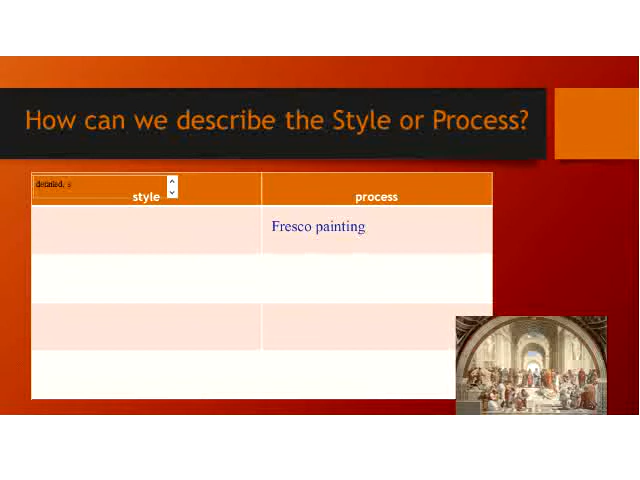 How can we describe the Style or Process?
detailed, s
style
process
Fresco painting